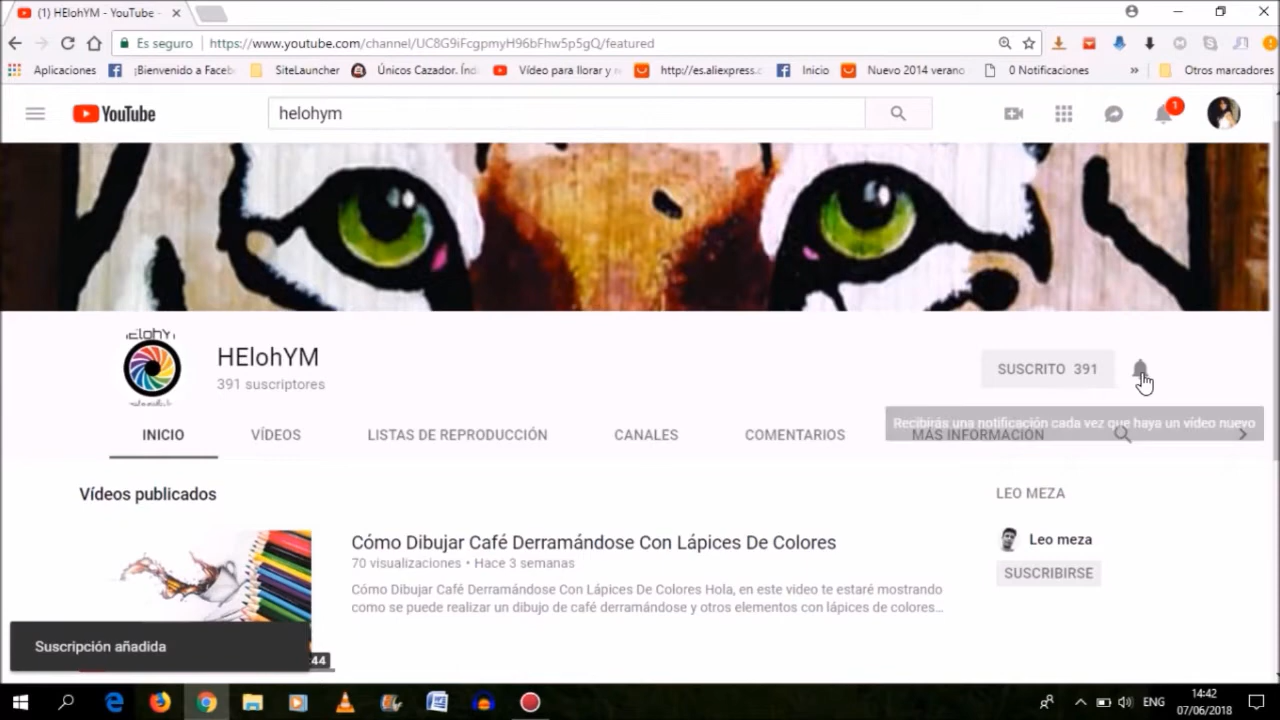 (1) HElohYM - YouTube -
Es seguro
https://www.youtube.com/channel/UC8G9iFcgpmyH96bFhw5p5gQ/featured
Aplicaciones
¡Bienvenido a Faceb
SiteLauncher
Únicos Cazador. Índi
Vídeo para llorar y r
http://es.aliexpress.c
Inicio
Nuevo 2014 verano
0 Notificaciones
»
Otros marcadores
YouTube
helohym
1
HElohYM
391 suscriptores
SUSCRITO 391
INICIO
VÍDEOS
LISTAS DE REPRODUCCIÓN
CANALES
COMENTARIOS
MÁS INFORMACIÓN
Recibirás una notificación cada vez que haya un vídeo nuevo
Vídeos publicados
LEO MEZA
Cómo Dibujar Café Derramándose Con Lápices De Colores
70 visualizaciones • Hace 3 semanas
Leo meza
SUSCRIBIRSE
Cómo Dibujar Café Derramándose Con Lápices De Colores Hola, en este video te estaré mostrando
como se puede realizar un dibujo de café derramándose y otros elementos con lápices de colores...
Suscripción añadida
44
ENG
14:42
07/06/2018